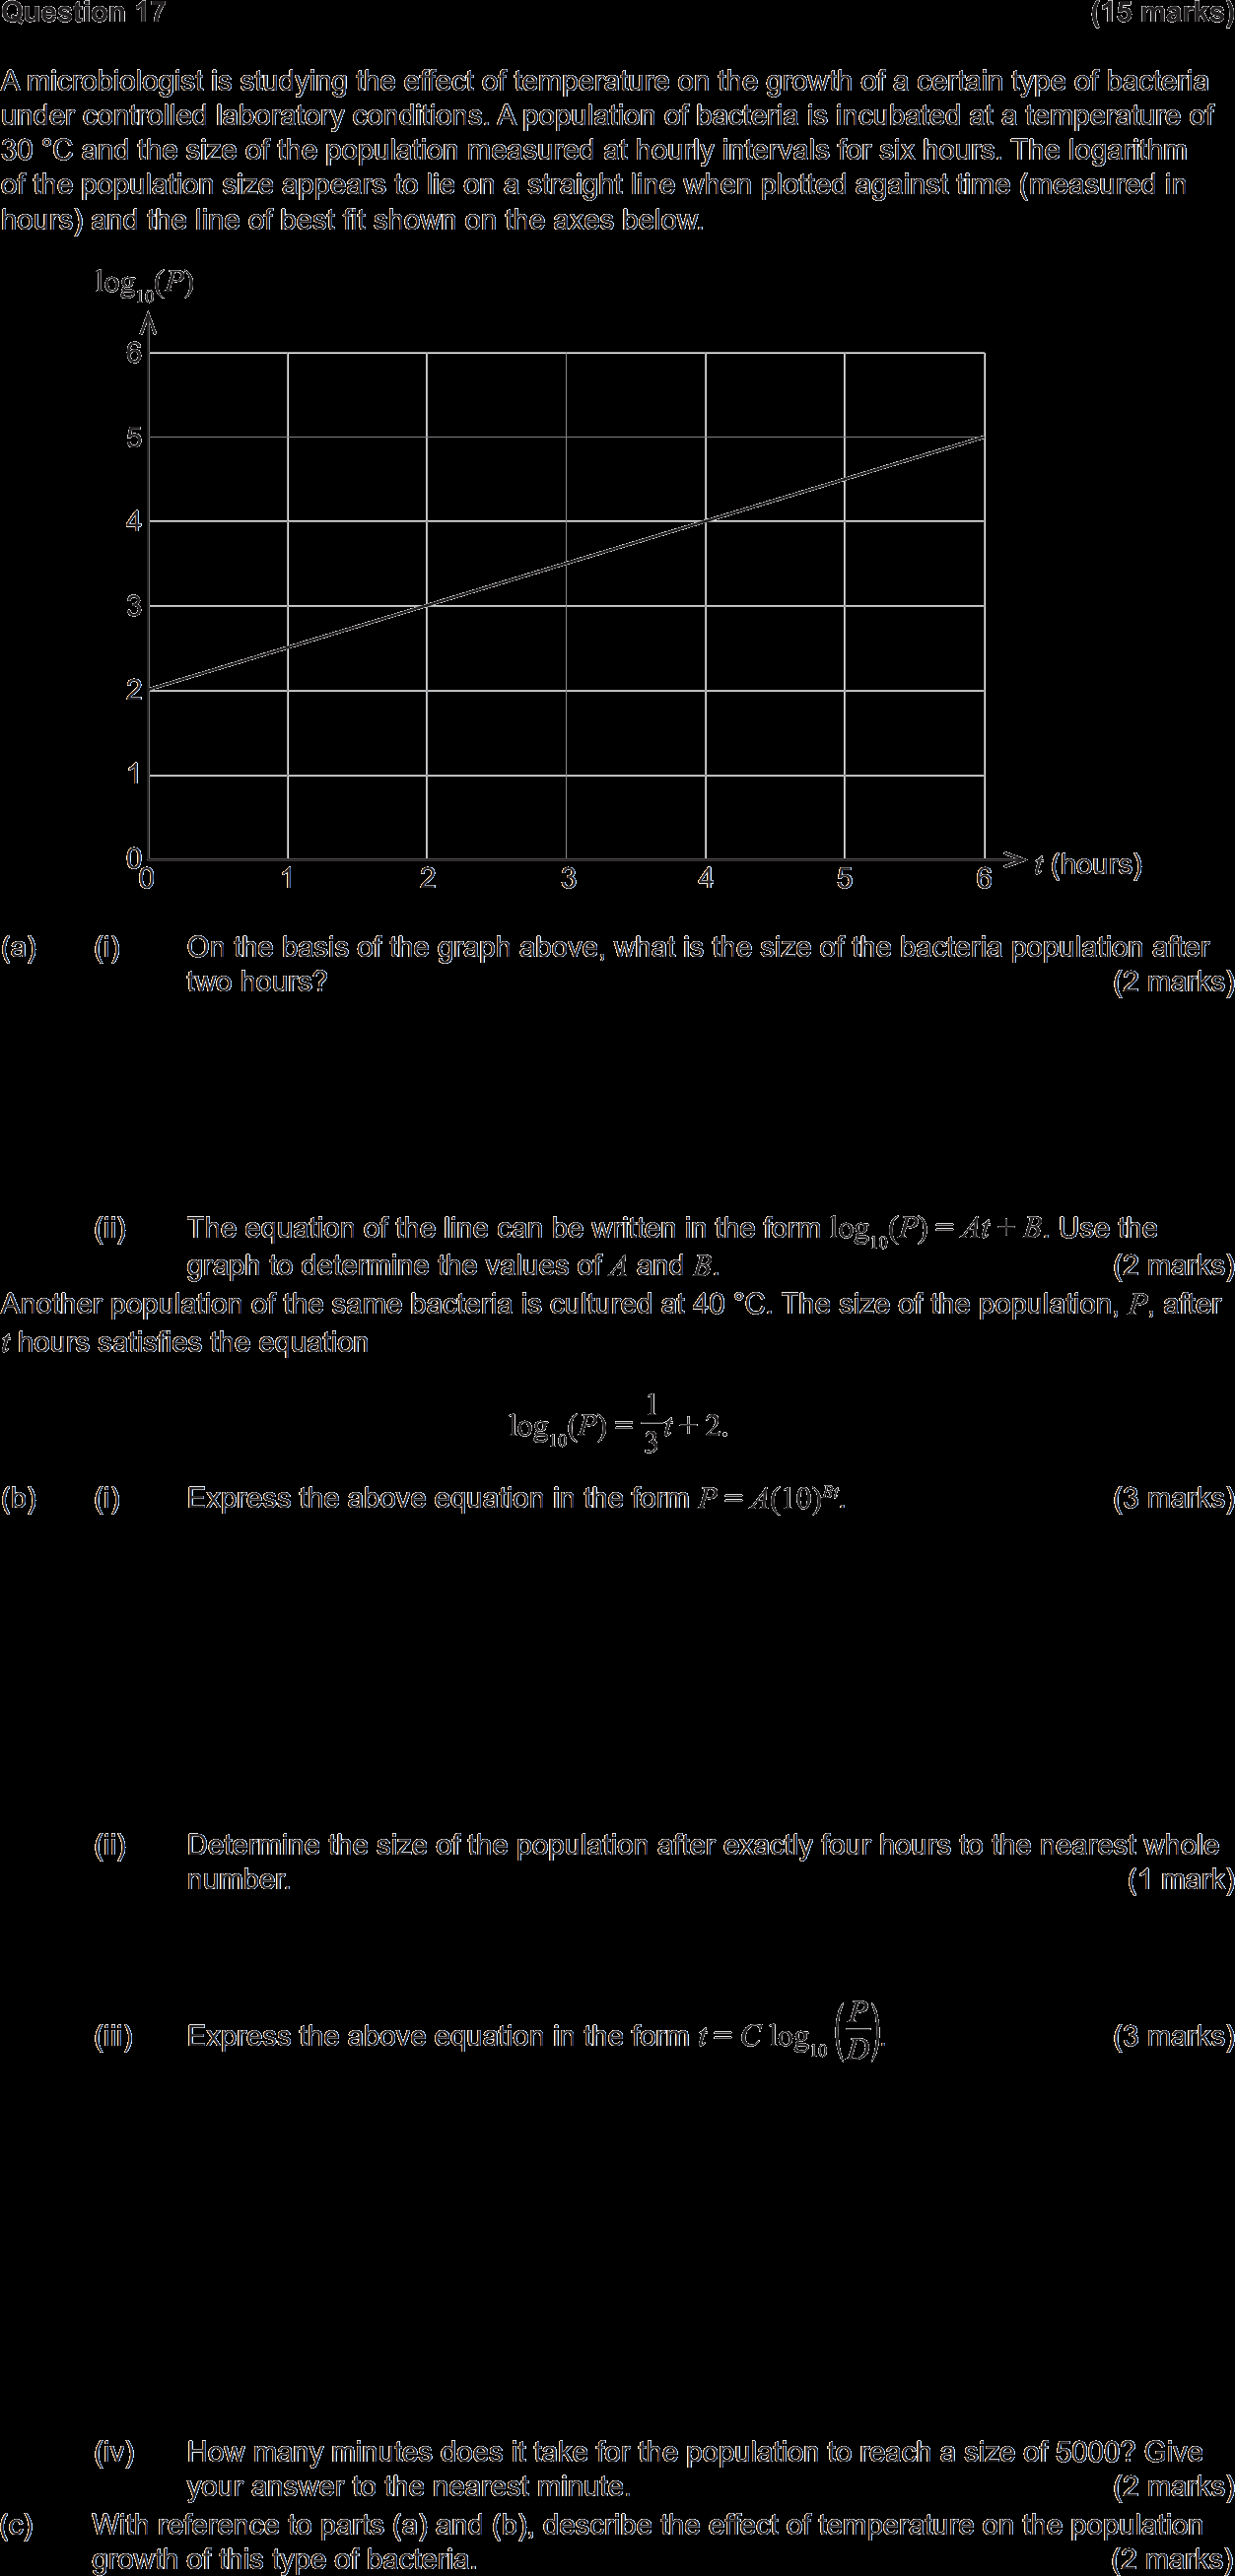 Question 17 (15 marks)
A microbiologist is studying the effect of temperature on the growth of a certain type of bacteria
under controlled laboratory conditions. A population of bacteria is incubated at a temperature of
30 °C and the size of the population measured at hourly intervals for six hours. The logarithm
of the population size appears to lie on a straight line when plotted against time (measured in
hours) and the line of best fit shown on the axes below.
log₁₀(P)
6
5
4
3
2
1
0
0 1 2 3 4 5 6 t (hours)
(a) (i) On the basis of the graph above, what is the size of the bacteria population after
two hours? (2 marks)
(ii) The equation of the line can be written in the form log₁₀(P) = At + B. Use the
graph to determine the values of A and B. (2 marks)
Another population of the same bacteria is cultured at 40 °C. The size of the population, P, after
t hours satisfies the equation
log₁₀(P) = 1/3 t + 2.
(b) (i) Express the above equation in the form P = A(10)^{Bt}. (3 marks)
(ii) Determine the size of the population after exactly four hours to the nearest whole
number. (1 mark)
(iii) Express the above equation in the form t = C log₁₀ (P/D). (3 marks)
(iv) How many minutes does it take for the population to reach a size of 5000? Give
your answer to the nearest minute. (2 marks)
(c) With reference to parts (a) and (b), describe the effect of temperature on the population
growth of this type of bacteria. (2 marks)